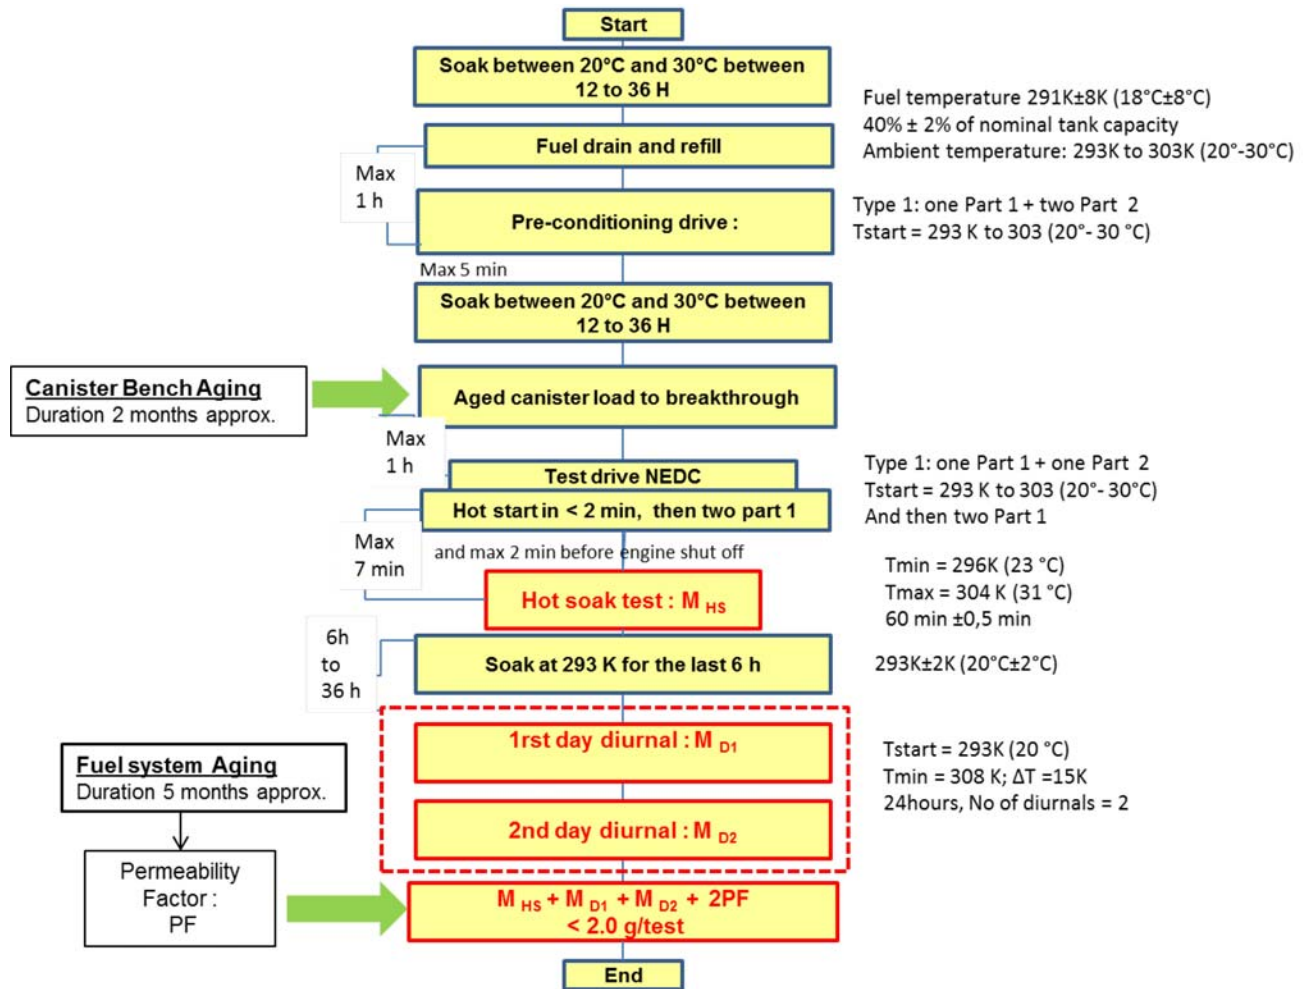 Start
Soak between 20°C and 30°C between
12 to 36 H
Fuel temperature 291K±8K (18°C±8°C)
40% ± 2% of nominal tank capacity
Ambient temperature: 293K to 303K (20°-30°C)
Fuel drain and refill
Max
1 h
Pre-conditioning drive :
Type 1: one Part 1 + two Part 2
Tstart = 293 K to 303 (20°- 30 °C)
Max 5 min
Soak between 20°C and 30°C between
12 to 36 H
Canister Bench Aging
Duration 2 months approx.
Aged canister load to breakthrough
Max
1 h
Test drive NEDC
Hot start in < 2 min, then two part 1
Type 1: one Part 1 + one Part 2
Tstart = 293 K to 303 (20°- 30°C)
And then two Part 1
Max
7 min
and max 2 min before engine shut off
Hot soak test : M HS
Tmin = 296K (23 °C)
Tmax = 304 K (31 °C)
60 min ±0,5 min
6h
to
36 h
Soak at 293 K for the last 6 h
293K±2K (20°C±2°C)
1rst day diurnal : M D1
2nd day diurnal : M D2
Tstart = 293K (20 °C)
Tmin = 308 K; ΔT =15K
24hours, No of diurnals = 2
Fuel system Aging
Duration 5 months approx.
Permeability
Factor :
PF
M HS + M D1 + M D2 + 2PF
< 2.0 g/test
End